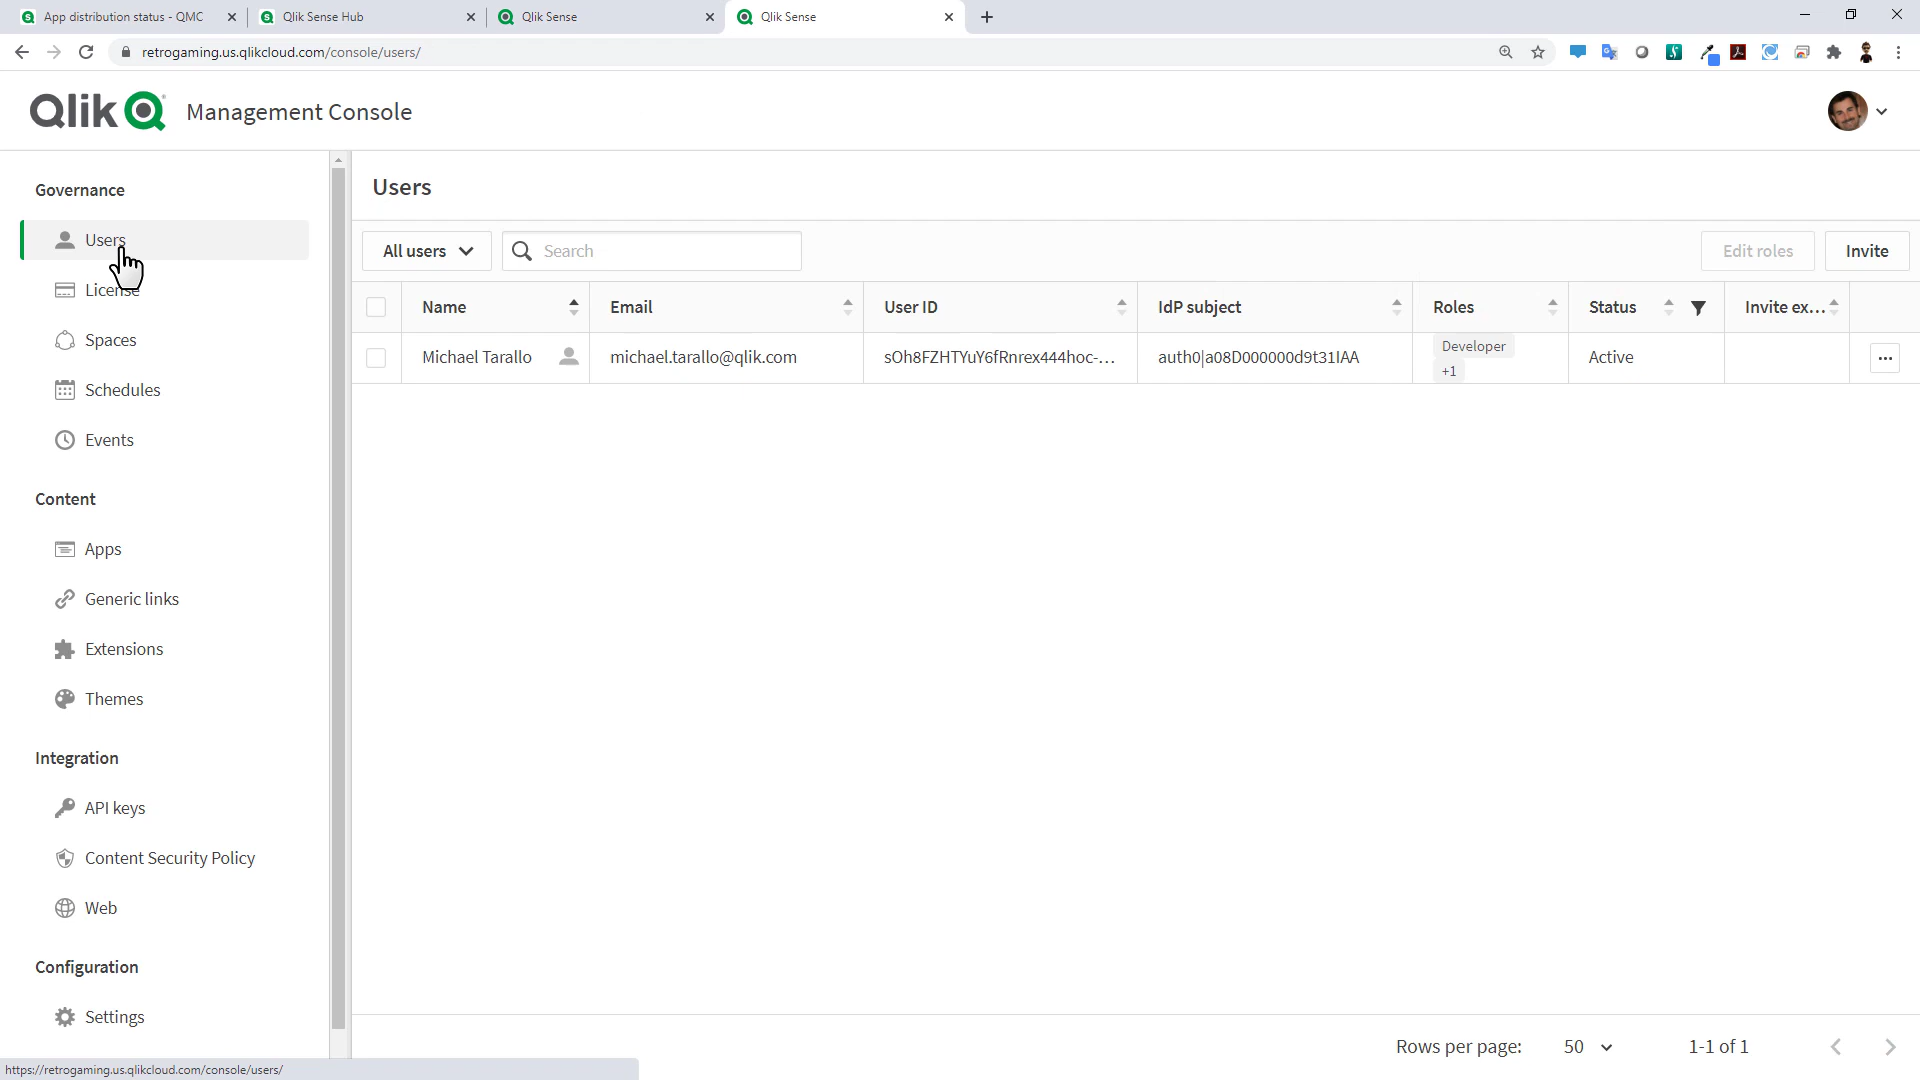 App distribution status - QMC
Qlik Sense Hub
Qlik Sense
Qlik Sense
retrogaming.us.qlikcloud.com/console/users/
Qlik
Management Console
Governance
Users
License
Spaces
Schedules
Events
Content
Apps
Generic links
Extensions
Themes
Integration
API keys
Content Security Policy
Web
Configuration
Settings
Users
All users
Search
Edit roles
Invite
Name
Email
User ID
IdP subject
Roles
Status
Invite ex...
Michael Tarallo
michael.tarallo@qlik.com
sOh8FZHTYuY6fRnrex444hoc-...
auth0|a08D000000d9t31IAA
Developer
+1
Active
Rows per page:
50
1-1 of 1
https://retrogaming.us.qlikcloud.com/console/users/